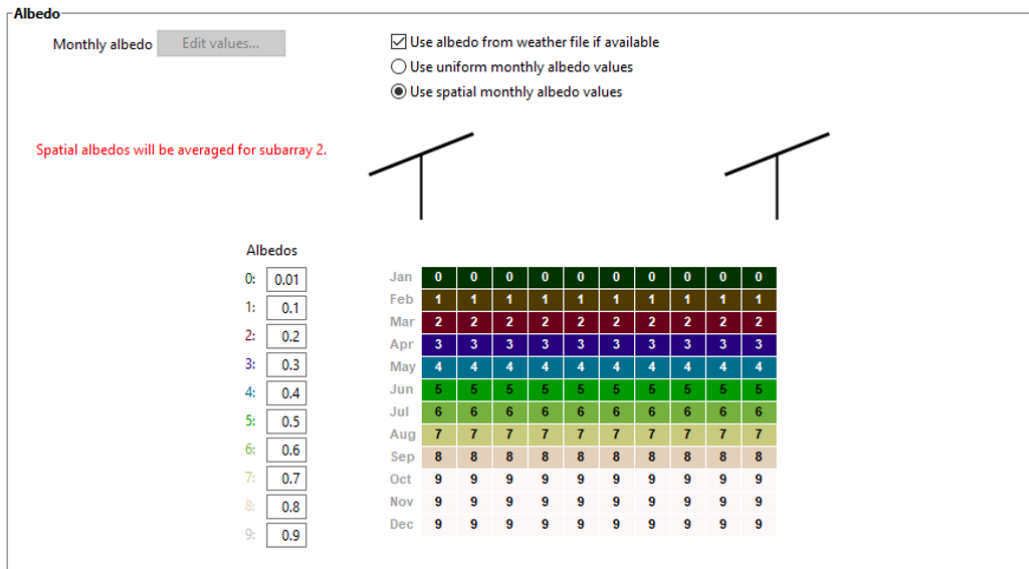 Albedo
Monthly albedo Edit values...
Use albedo from weather file if available
Use uniform monthly albedo values
Use spatial monthly albedo values
Spatial albedos will be averaged for subarray 2.
Albedos
0: 0.01
1: 0.1
2: 0.2
3: 0.3
4: 0.4
5: 0.5
6: 0.6
7: 0.7
8: 0.8
9: 0.9
Jan 0 0 0 0 0 0 0 0 0 0
Feb 1 1 1 1 1 1 1 1 1 1
Mar 2 2 2 2 2 2 2 2 2 2
Apr 3 3 3 3 3 3 3 3 3 3
May 4 4 4 4 4 4 4 4 4 4
Jun 5 5 5 5 5 5 5 5 5 5
Jul 6 6 6 6 6 6 6 6 6 6
Aug 7 7 7 7 7 7 7 7 7 7
Sep 8 8 8 8 8 8 8 8 8 8
Oct 9 9 9 9 9 9 9 9 9 9
Nov 9 9 9 9 9 9 9 9 9 9
Dec 9 9 9 9 9 9 9 9 9 9